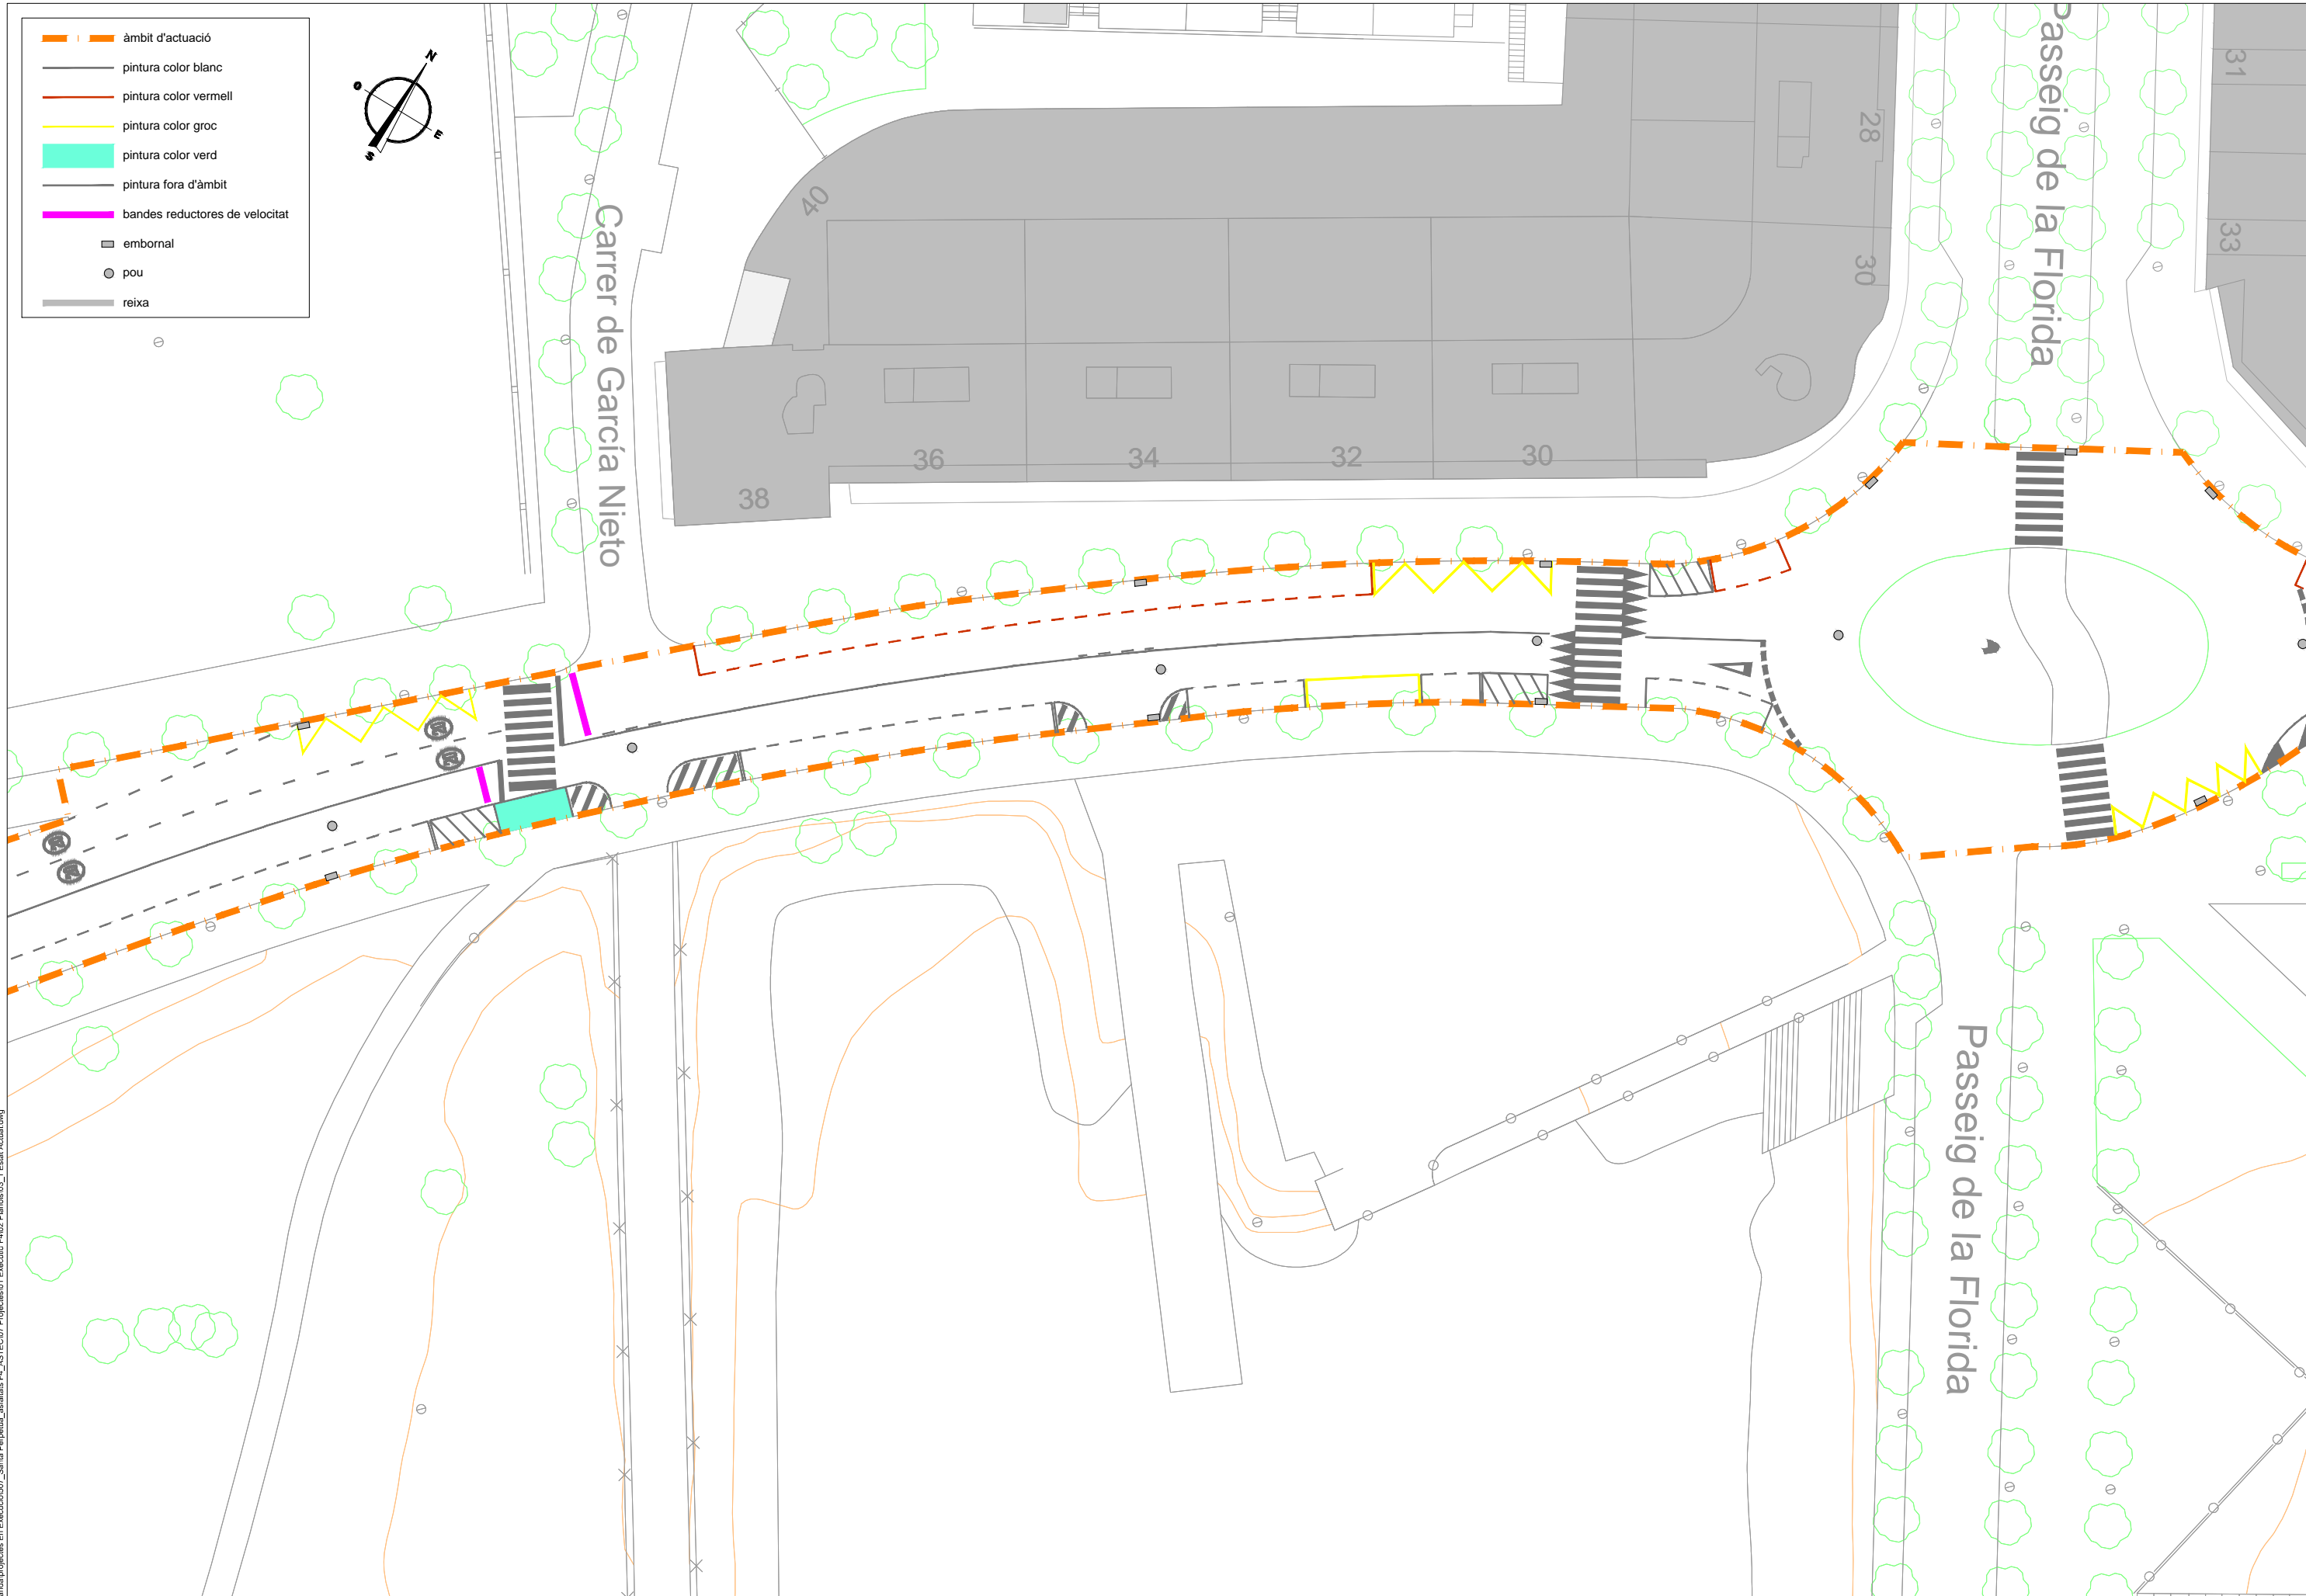 àmbit d'actuació
pintura color blanc
pintura color vermell
pintura color groc
pintura color verd
pintura fora d'àmbit
bandes reductores de velocitat
embornal
pou
reixa
N
O
E
S
Carrer de García Nieto
Passeig de la Florida
40
28
30
31
33
36
34
32
30
38
Passeig de la Florida